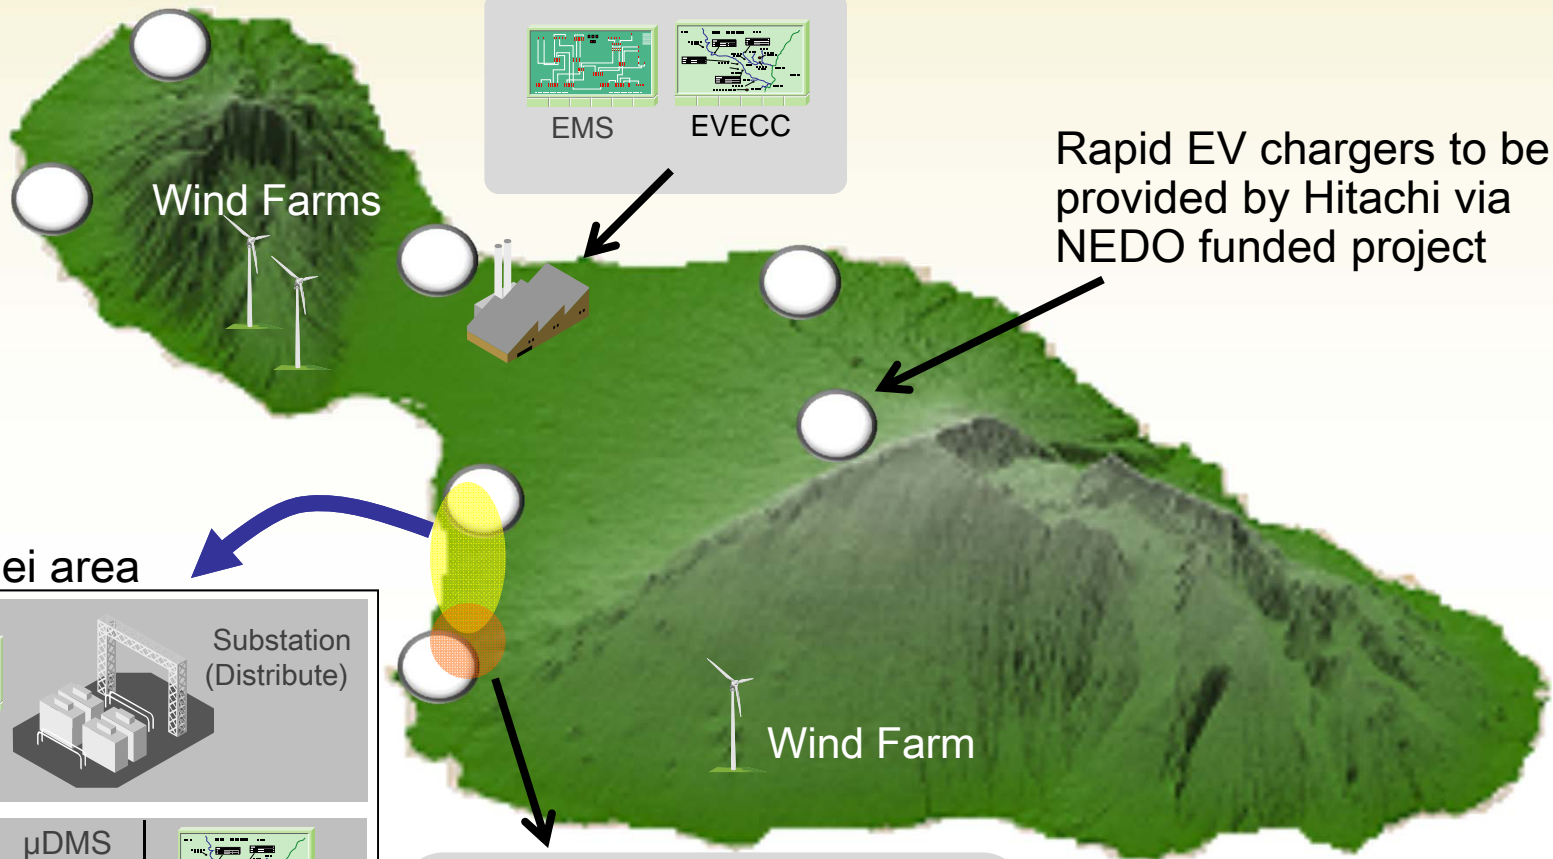 EMS
EVECC
Rapid EV chargers to be
provided by Hitachi via
NEDO funded project
Wind Farms
ei area
Substation
(Distribute)
Wind Farm
µDMS